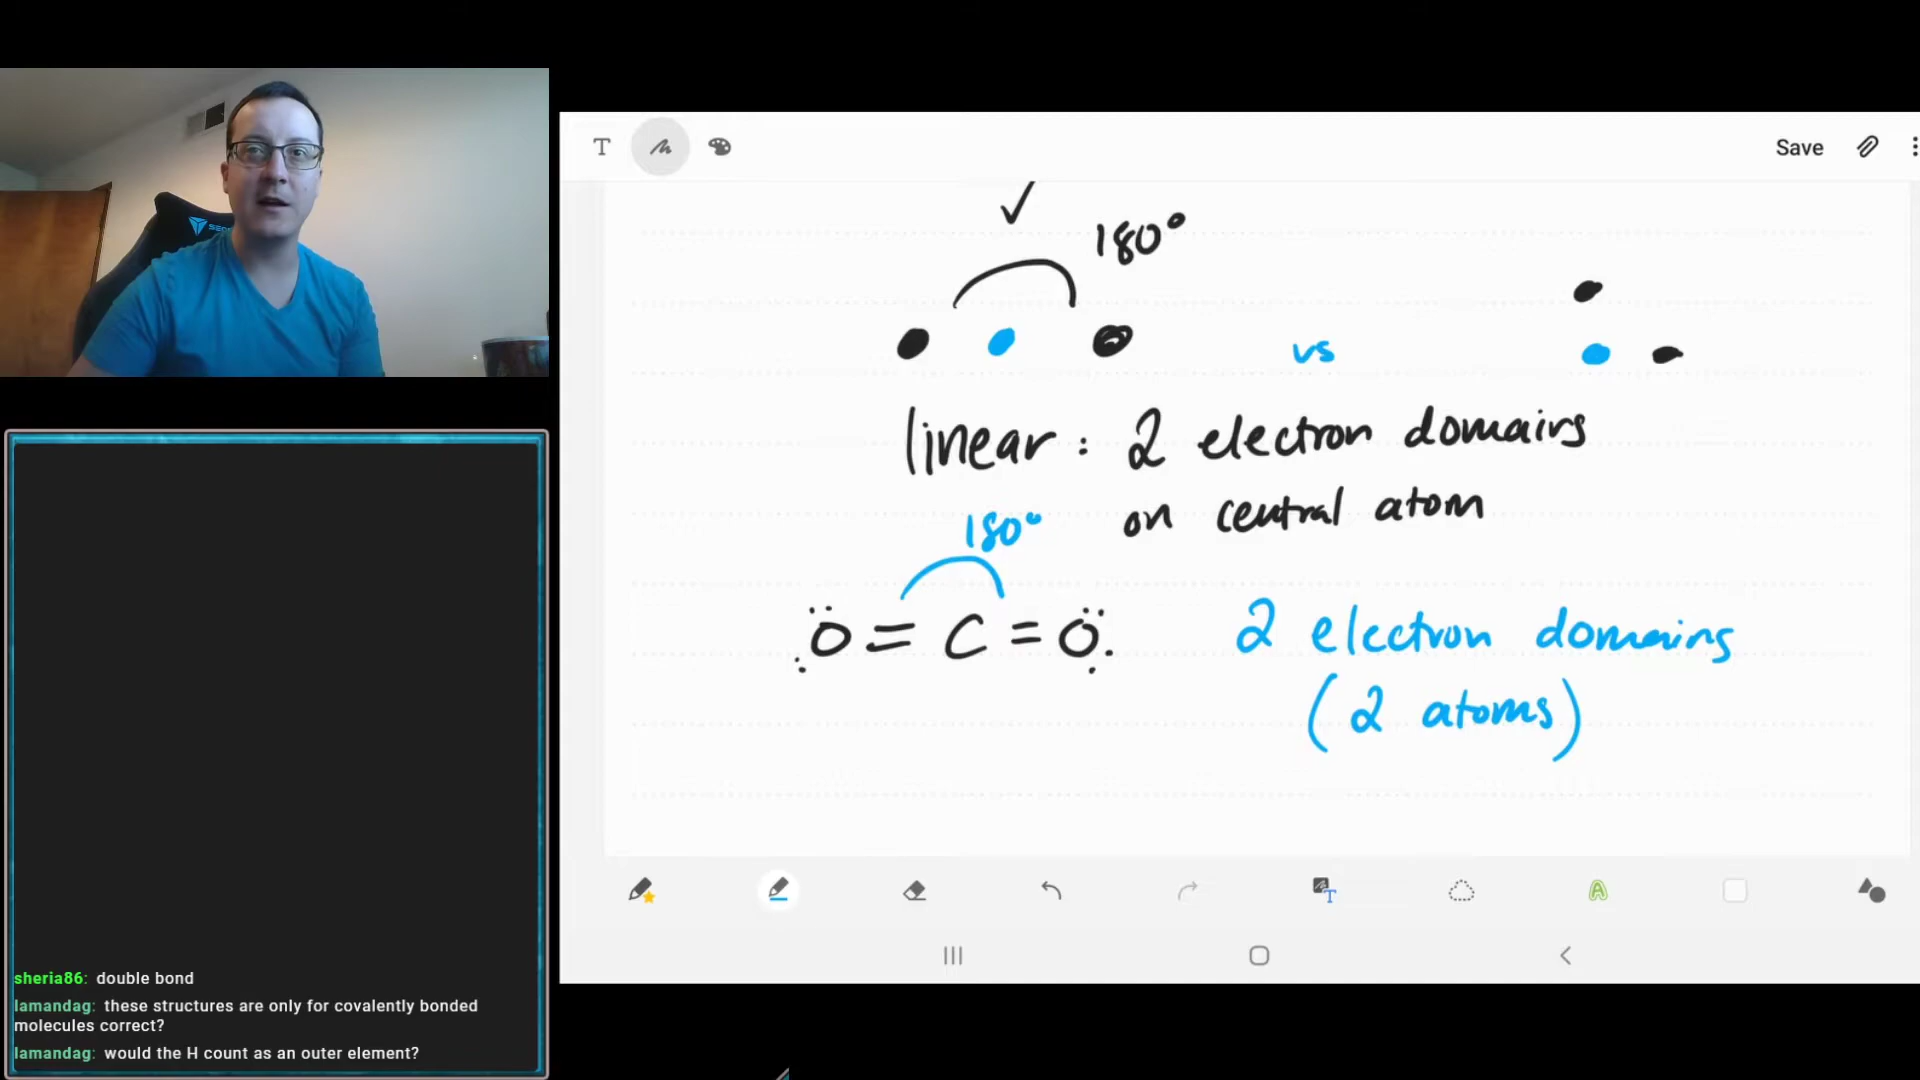 SEC
T
Save
180°
vs
linear : 2 electron domains
on central atom
180°
O = C = O
2 electron domains
(2 atoms)
T
A
sheria86: double bond
lamandag: these structures are only for covalently bonded
molecules correct?
lamandag: would the H count as an outer element?